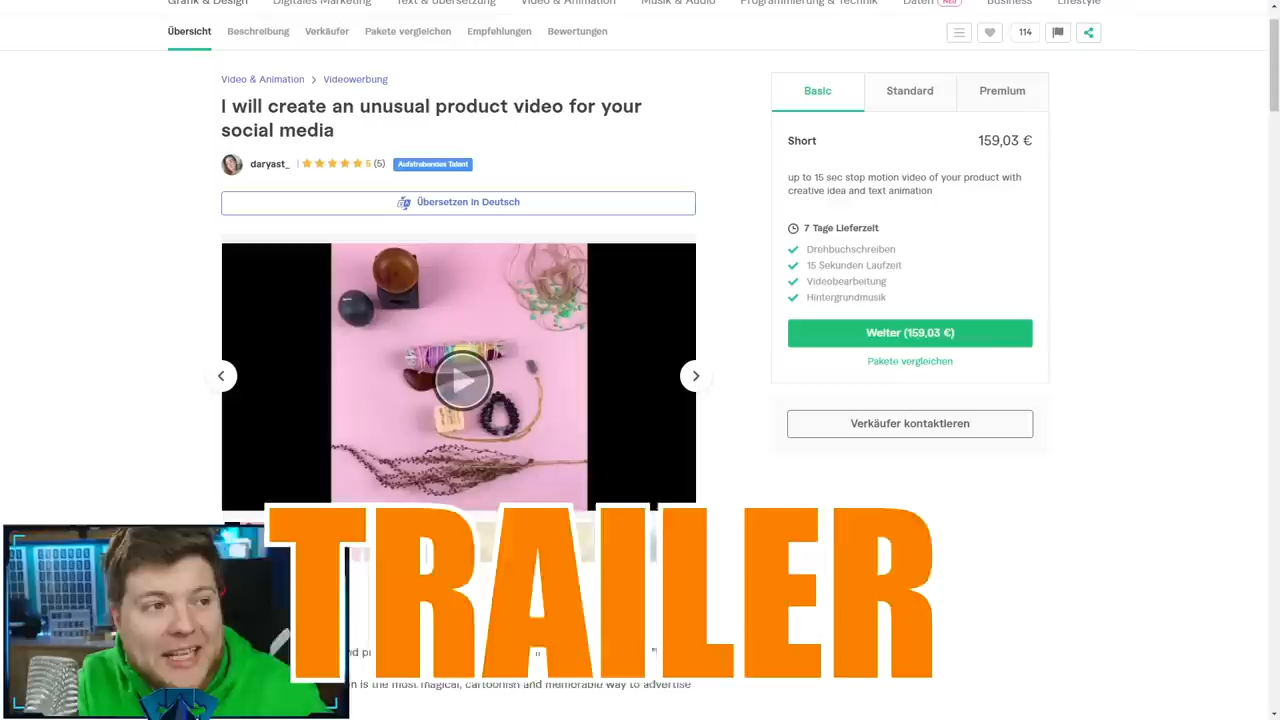 Grafik & Design Digitales Marketing Text & Übersetzung Video & Animation Musik & Audio Programmierung & Technik Daten NEU Business Lifestyle
Übersicht Beschreibung Verkäufer Pakete vergleichen Empfehlungen Bewertungen
114
Video & Animation > Videowerbung
I will create an unusual product video for your
social media
daryast_ 5 (5) Aufstrebendes Talent
Übersetzen in Deutsch
Basic Standard Premium
Short 159,03 €
up to 15 sec stop motion video of your product with
creative idea and text animation
7 Tage Lieferzeit
Drehbuchschreiben
15 Sekunden Laufzeit
Videobearbeitung
Hintergrundmusik
Weiter (159,03 €)
Pakete vergleichen
Verkäufer kontaktieren
TRAILER
is the most magical, cartoonish and memorable way to advertise